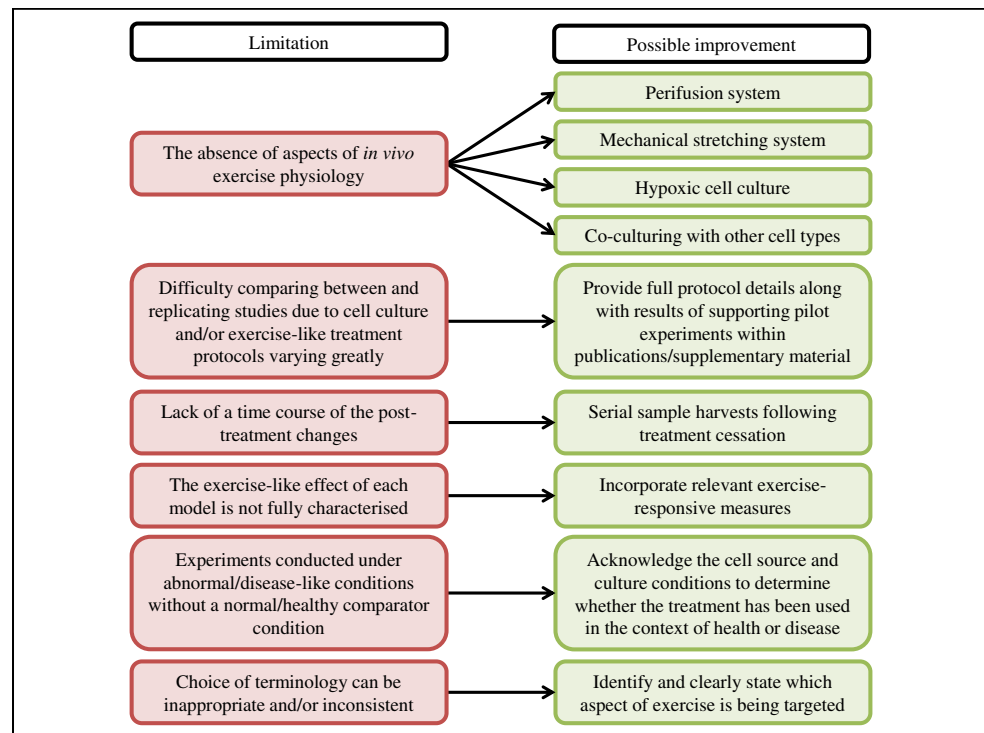 Limitation
Possible improvement
The absence of aspects of in vivo
exercise physiology
Perifusion system
Mechanical stretching system
Hypoxic cell culture
Co-culturing with other cell types
Difficulty comparing between and
replicating studies due to cell culture
and/or exercise-like treatment
protocols varying greatly
Provide full protocol details along
with results of supporting pilot
experiments within
publications/supplementary material
Lack of a time course of the post-
treatment changes
Serial sample harvests following
treatment cessation
The exercise-like effect of each
model is not fully characterised
Incorporate relevant exercise-
responsive measures
Experiments conducted under
abnormal/disease-like conditions
without a normal/healthy comparator
condition
Acknowledge the cell source and
culture conditions to determine
whether the treatment has been used
in the context of health or disease
Choice of terminology can be
inappropriate and/or inconsistent
Identify and clearly state which
aspect of exercise is being targeted